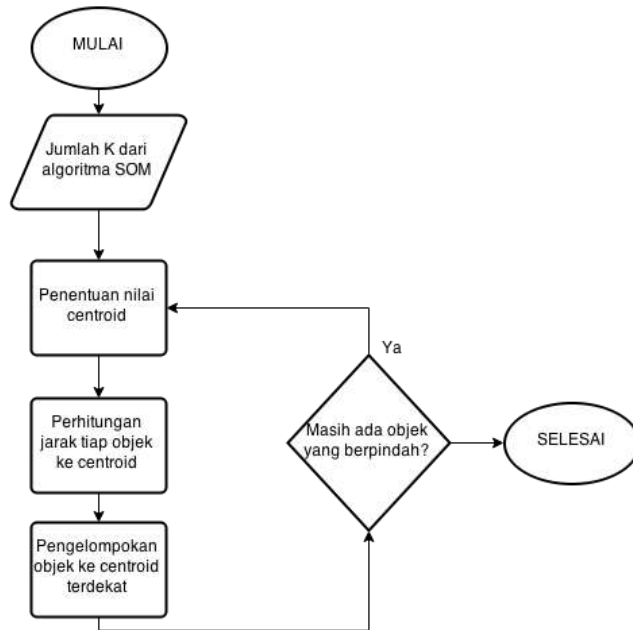 MULAI
Jumlah K dari
algoritma SOM
Penentuan nilai
centroid
Perhitungan
jarak tiap objek
ke centroid
Pengelompokan
objek ke centroid
terdekat
Ya
Masih ada objek
yang berpindah?
SELESAI